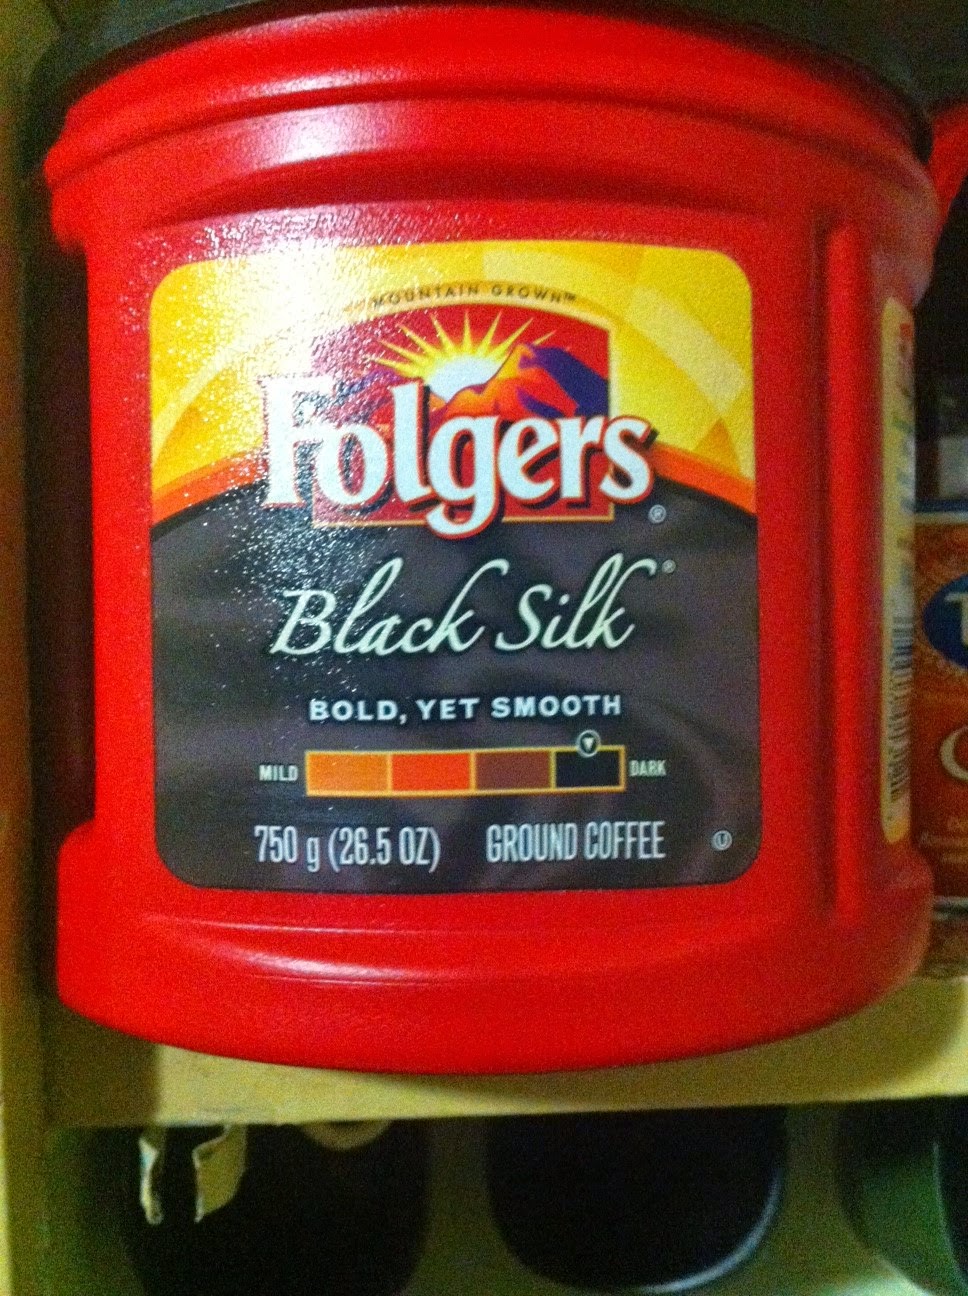 MOUNTAIN GROWN™
Folgers®
Black Silk®
BOLD, YET SMOOTH
MILD DARK
750 g (26.5 OZ) GROUND COFFEE